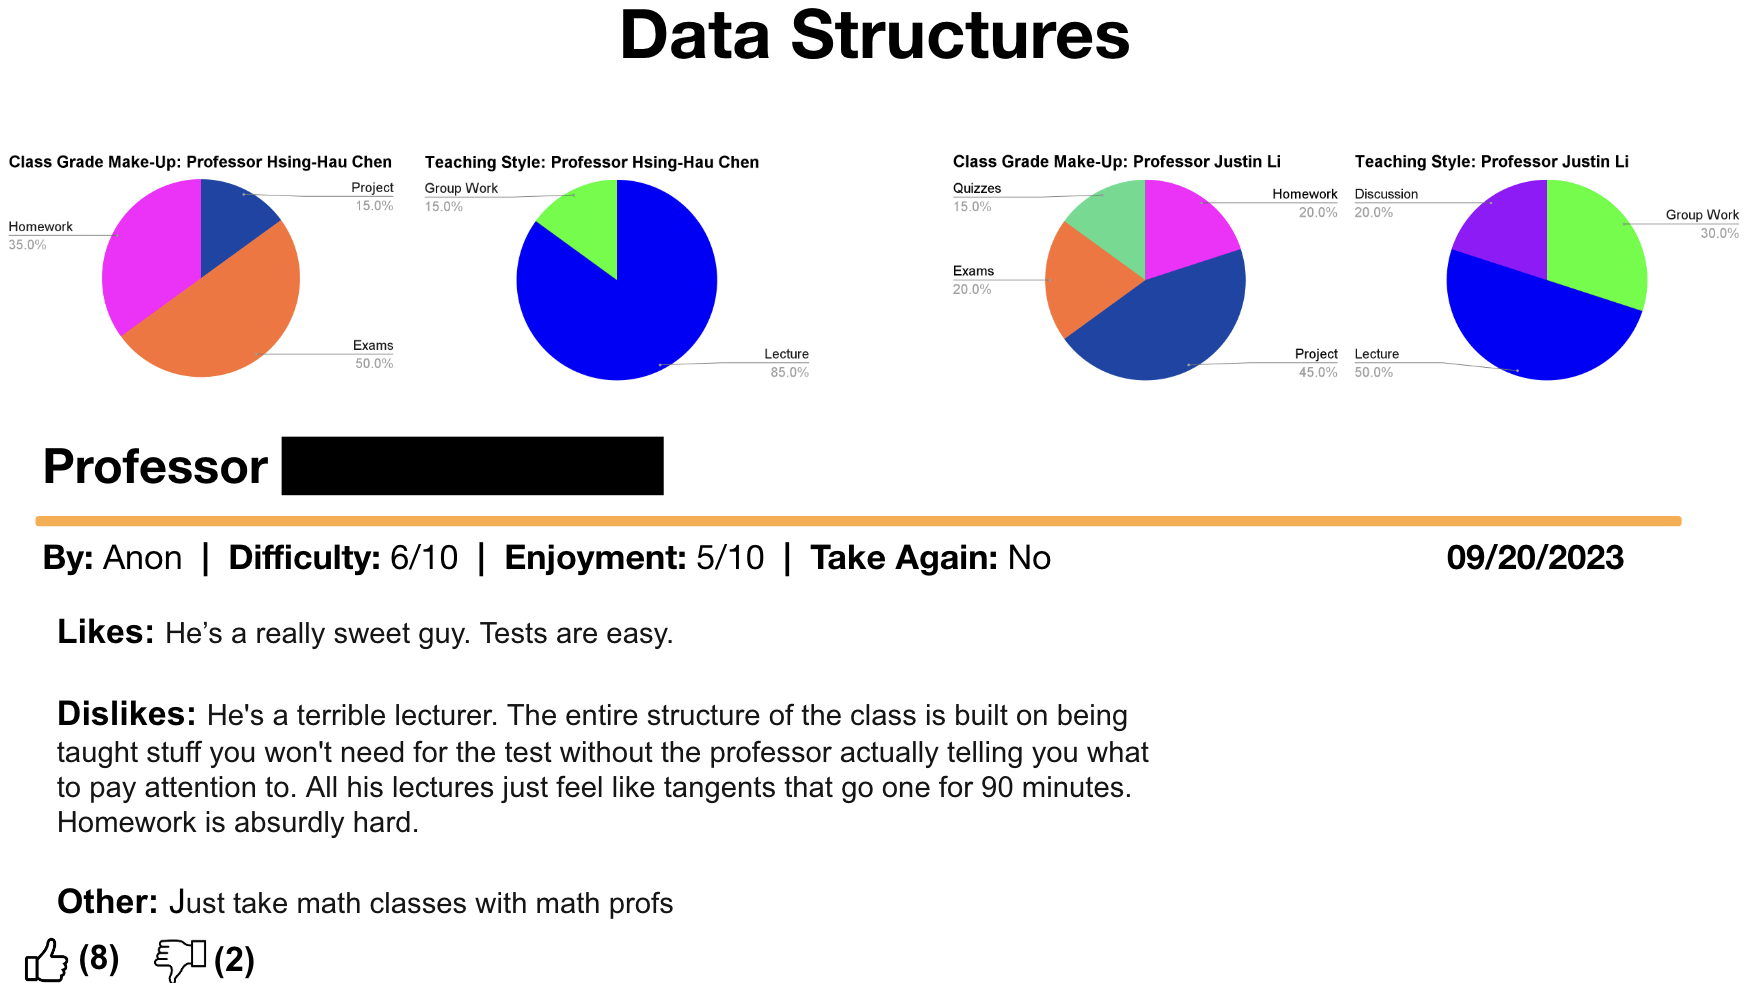 Data Structures
Class Grade Make-Up: Professor Hsing-Hau Chen
Project
15.0%
Homework
35.0%
Exams
50.0%
Teaching Style: Professor Hsing-Hau Chen
Group Work
15.0%
Lecture
85.0%
Class Grade Make-Up: Professor Justin Li
Quizzes
15.0%
Homework
20.0%
Exams
20.0%
Project
45.0%
Teaching Style: Professor Justin Li
Discussion
20.0%
Group Work
30.0%
Lecture
50.0%
Professor
By: Anon | Difficulty: 6/10 | Enjoyment: 5/10 | Take Again: No 09/20/2023
Likes: He’s a really sweet guy. Tests are easy.
Dislikes: He's a terrible lecturer. The entire structure of the class is built on being
taught stuff you won't need for the test without the professor actually telling you what
to pay attention to. All his lectures just feel like tangents that go one for 90 minutes.
Homework is absurdly hard.
Other: Just take math classes with math profs
(8) (2)